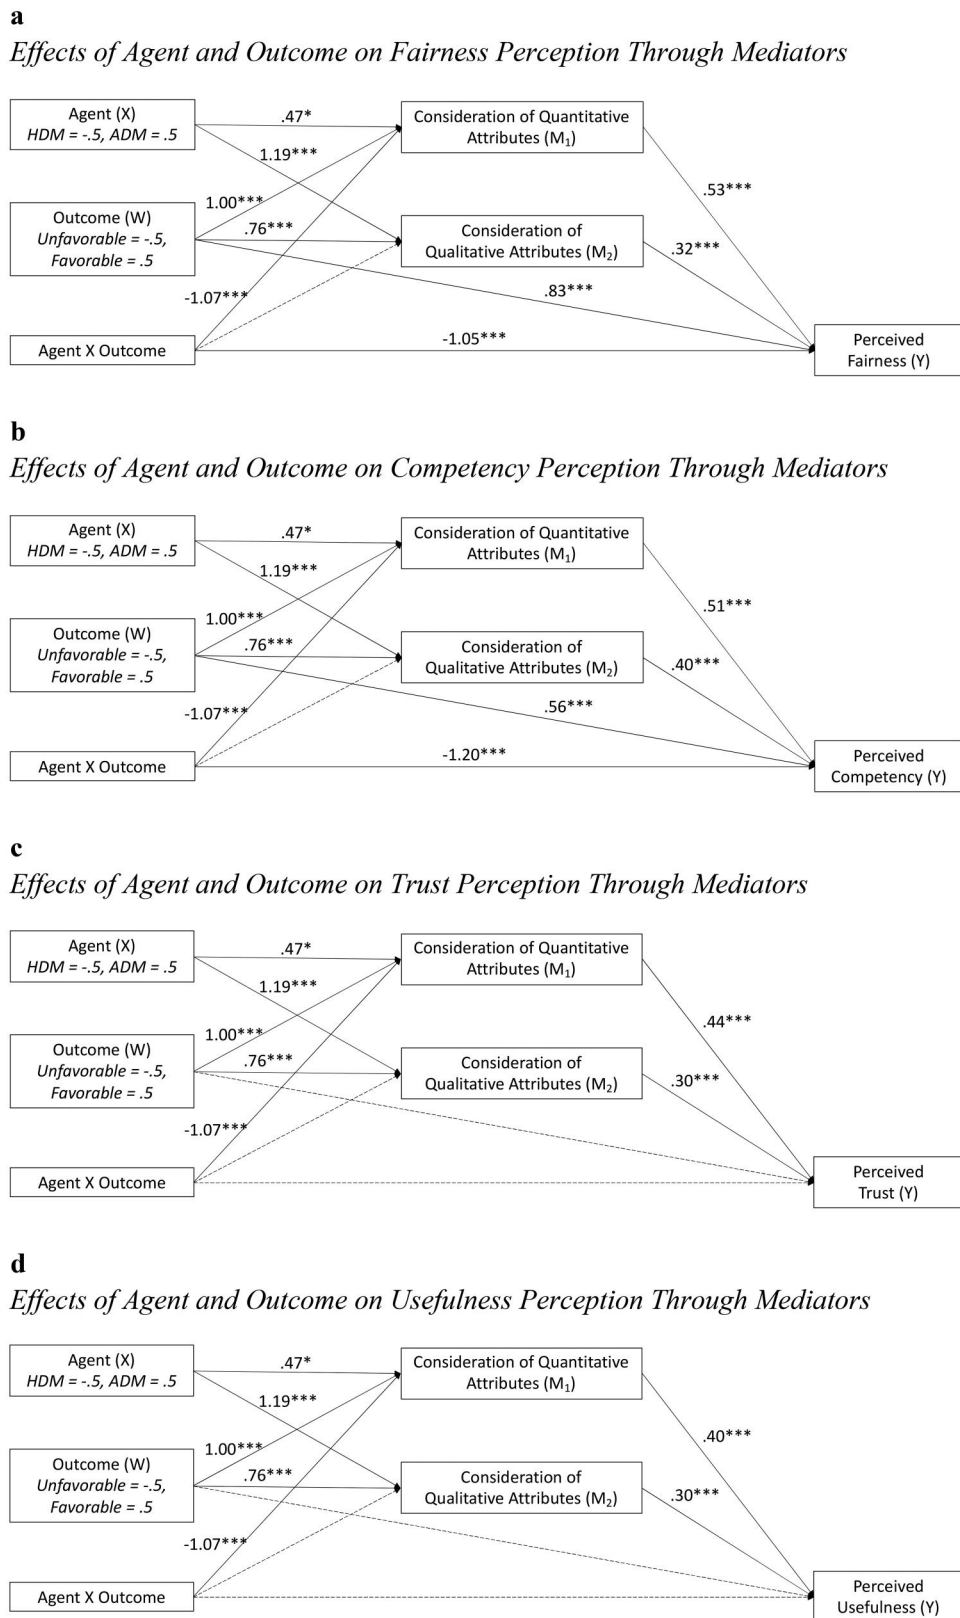 a
Effects of Agent and Outcome on Fairness Perception Through Mediators
Agent (X)
HDM = -.5, ADM = .5
.47*
Consideration of Quantitative
Attributes (M₁)
1.19***
.53***
1.00***
Outcome (W)
Unfavorable = -.5,
Favorable = .5
.76***
Consideration of
Qualitative Attributes (M₂)
.32***
-1.07***
.83***
Agent X Outcome
-1.05***
Perceived
Fairness (Y)
b
Effects of Agent and Outcome on Competency Perception Through Mediators
Agent (X)
HDM = -.5, ADM = .5
.47*
Consideration of Quantitative
Attributes (M₁)
1.19***
.51***
1.00***
Outcome (W)
Unfavorable = -.5,
Favorable = .5
.76***
Consideration of
Qualitative Attributes (M₂)
.40***
-1.07***
.56***
Agent X Outcome
-1.20***
Perceived
Competency (Y)
c
Effects of Agent and Outcome on Trust Perception Through Mediators
Agent (X)
HDM = -.5, ADM = .5
.47*
Consideration of Quantitative
Attributes (M₁)
1.19***
.44***
1.00***
Outcome (W)
Unfavorable = -.5,
Favorable = .5
.76***
Consideration of
Qualitative Attributes (M₂)
.30***
-1.07***
Agent X Outcome
Perceived
Trust (Y)
d
Effects of Agent and Outcome on Usefulness Perception Through Mediators
Agent (X)
HDM = -.5, ADM = .5
.47*
Consideration of Quantitative
Attributes (M₁)
1.19***
.40***
1.00***
Outcome (W)
Unfavorable = -.5,
Favorable = .5
.76***
Consideration of
Qualitative Attributes (M₂)
.30***
-1.07***
Agent X Outcome
Perceived
Usefulness (Y)